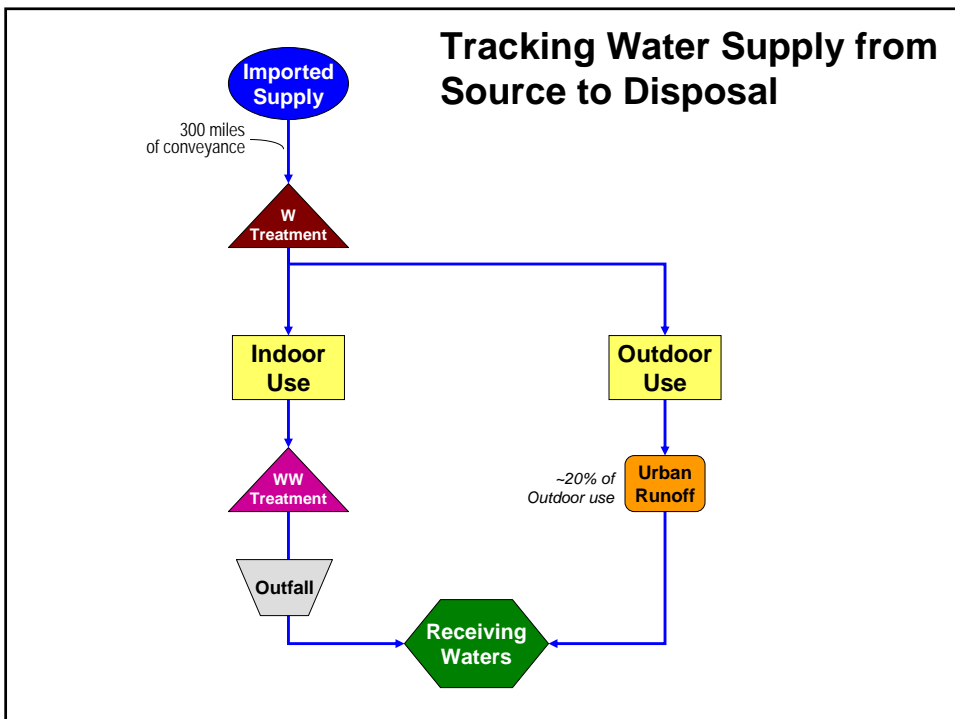 Tracking Water Supply from
Source to Disposal
Imported
Supply
300 miles
of conveyance
W
Treatment
Indoor
Use
Outdoor
Use
WW
Treatment
~20% of
Outdoor use
Urban
Runoff
Outfall
Receiving
Waters